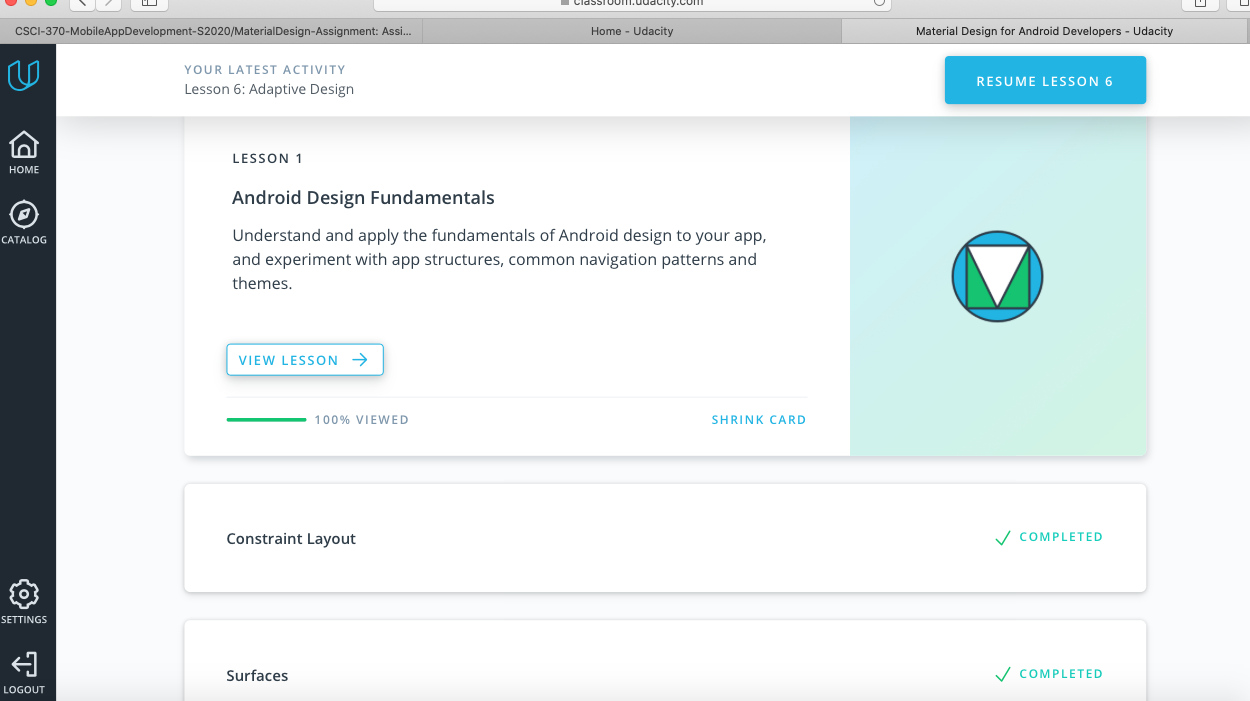 classroom.udacity.com
CSCI-370-MobileAppDevelopment-S2020/MaterialDesign-Assignment: Assi...
Home - Udacity
Material Design for Android Developers - Udacity
YOUR LATEST ACTIVITY
Lesson 6: Adaptive Design
RESUME LESSON 6
HOME
CATALOG
LESSON 1
Android Design Fundamentals
Understand and apply the fundamentals of Android design to your app,
and experiment with app structures, common navigation patterns and
themes.
VIEW LESSON
100% VIEWED
SHRINK CARD
Constraint Layout
COMPLETED
Surfaces
COMPLETED
SETTINGS
LOGOUT